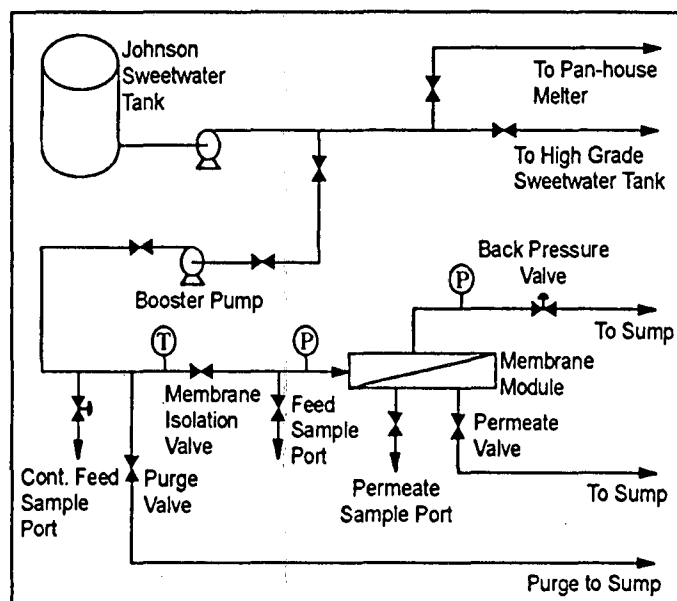 Johnson
Sweetwater
Tank
To Pan-house
Melter
To High Grade
Sweetwater Tank
Booster Pump
Back Pressure
Valve
P
To Sump
T
P
Membrane
Isolation
Valve
Feed
Sample
Port
Membrane
Module
Permeate
Valve
Cont. Feed
Sample
Port
Purge
Valve
Permeate
Sample Port
To Sump
Purge to Sump